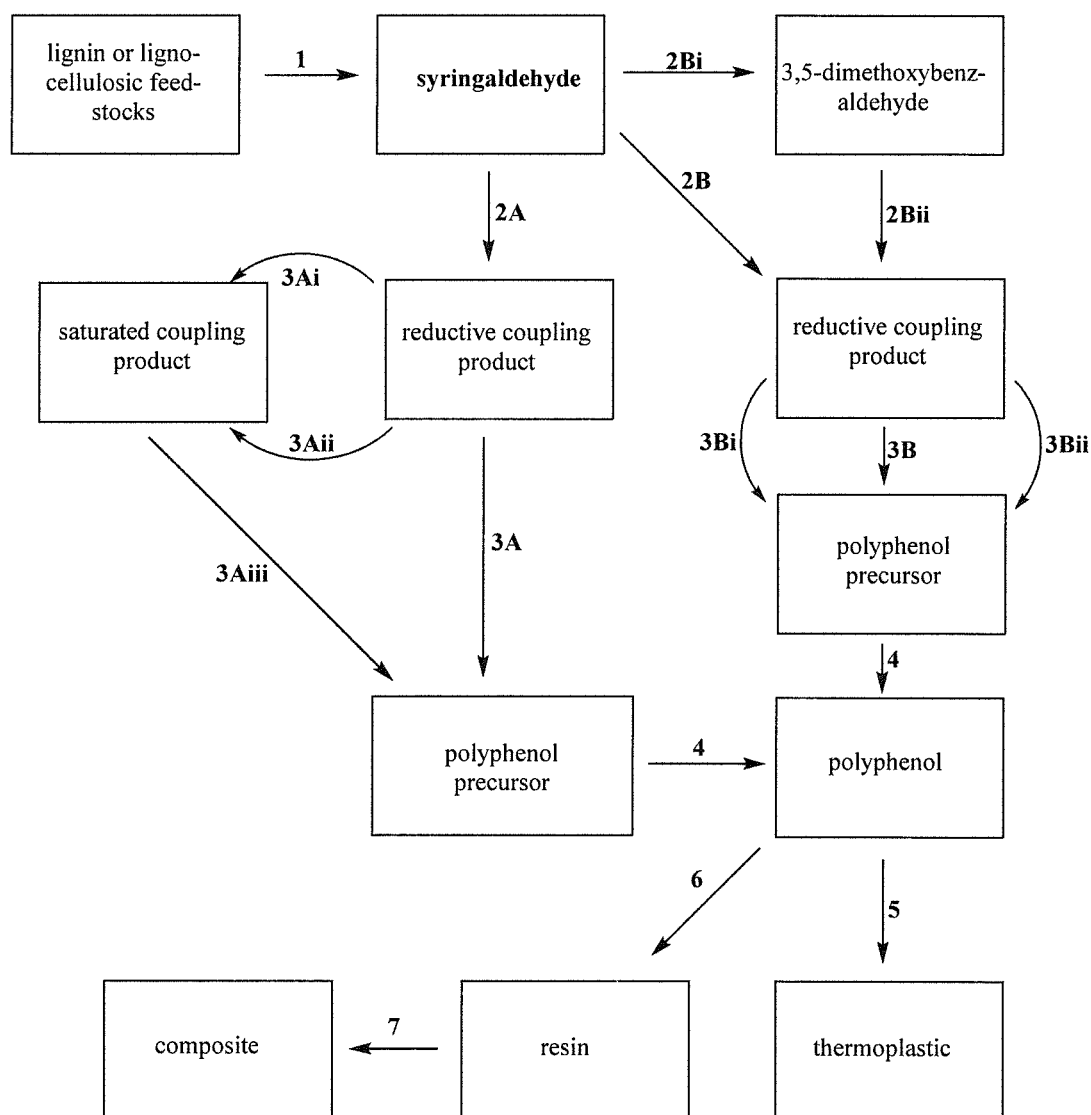 lignin or ligno-
cellulosic feed-
stocks
1
syringaldehyde
2Bi
3,5-dimethoxybenz-
aldehyde
2A
2B
2Bii
3Ai
saturated coupling
product
reductive coupling
product
reductive coupling
product
3Aii
3Bi
3B
3Bii
3Aiii
3A
polyphenol
precursor
4
polyphenol
precursor
4
polyphenol
6
5
composite
7
resin
thermoplastic